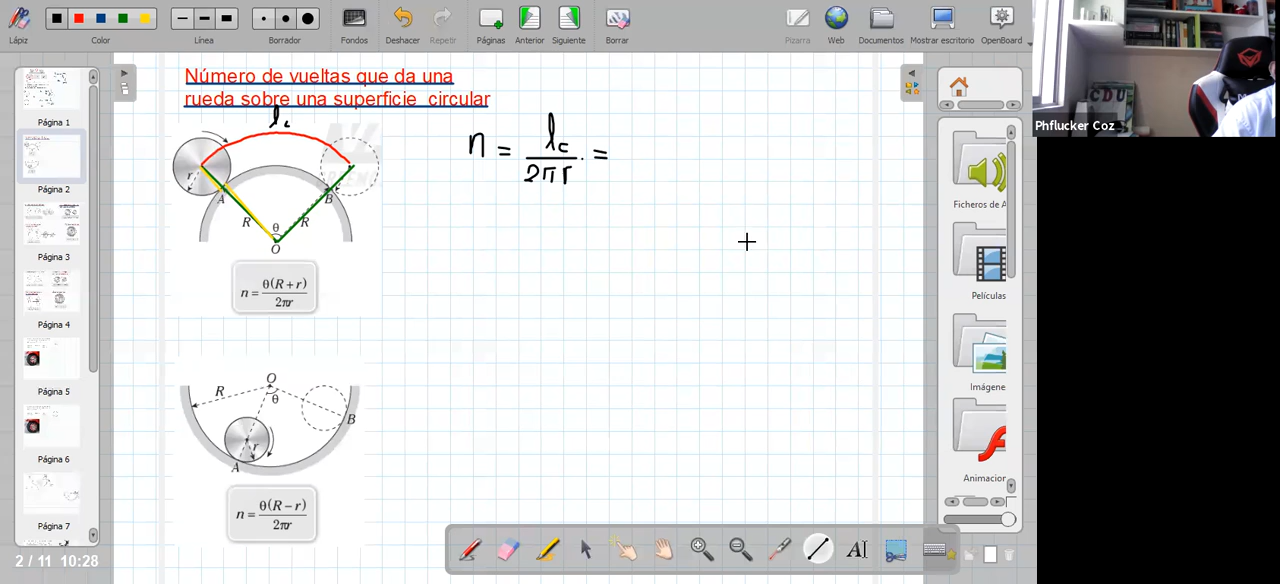 Lápiz
Color
Línea
Borrador
Fondos
Deshacer
Repetir
Páginas
Anterior
Siguiente
Borrar
Pizarra
Web
Documentos
Mostrar escritorio
OpenBoard
Página 1
Página 2
Página 3
Página 4
Página 5
Página 6
Página 7
2 / 11 10:28
Número de vueltas que da una
rueda sobre una superficie circular
lc
r
A
B
R
θ
R
O
n = θ(R + r) / 2πr
n = lc / 2πr =
O
R
θ
B
r
A
n = θ(R − r) / 2πr
Ficheros de A
Películas
Imágenes
Animacion
Phflucker Coz
CDU